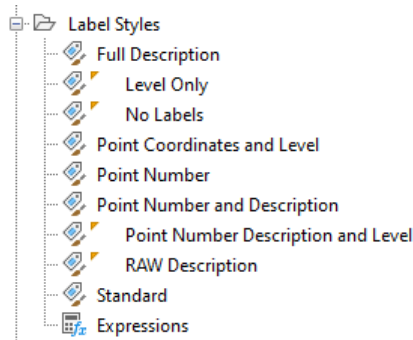 Label Styles
Full Description
Level Only
No Labels
Point Coordinates and Level
Point Number
Point Number and Description
Point Number Description and Level
RAW Description
Standard
Expressions